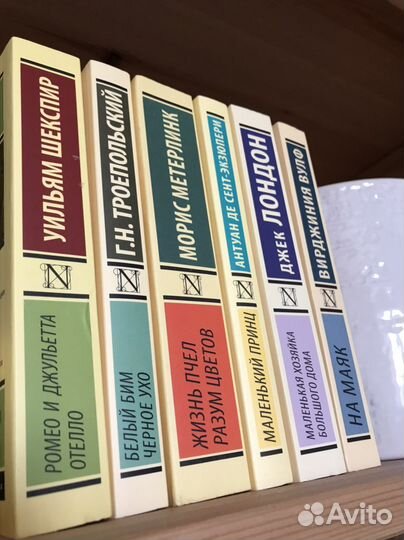 УИЛЬЯМ ШЕКСПИР
РОМЕО И ДЖУЛЬЕТТА
ОТЕЛЛО
Г.Н. ТРОЕПОЛЬСКИЙ
БЕЛЫЙ БИМ
ЧЕРНОЕ УХО
МОРИС МЕТЕРЛИНК
ЖИЗНЬ ПЧЕЛ
РАЗУМ ЦВЕТОВ
АНТУАН ДЕ СЕНТ-ЭКЗЮПЕРИ
МАЛЕНЬКИЙ ПРИНЦ
ДЖЕК ЛОНДОН
МАЛЕНЬКАЯ ХОЗЯЙКА
БОЛЬШОГО ДОМА
ВИРДЖИНИЯ ВУЛФ
НА МАЯК
Avito